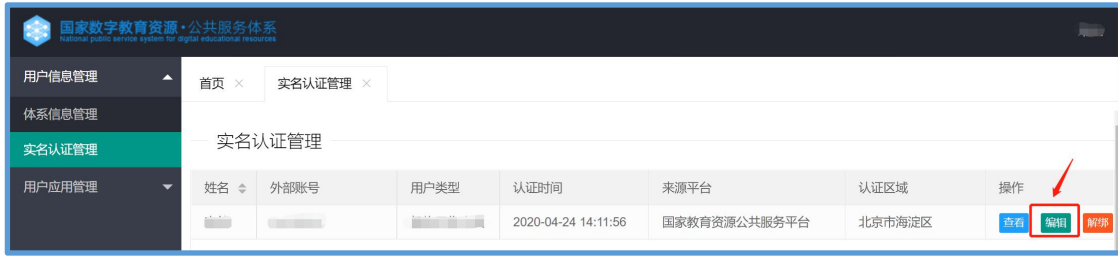 国家数字教育资源·公共服务体系
National public service system for digital educational resources
用户信息管理
首页 × 实名认证管理 ×
体系信息管理
实名认证管理
实名认证管理
用户应用管理
姓名 外部账号 用户类型 认证时间 来源平台 认证区域 操作
2020-04-24 14:11:56 国家教育资源公共服务平台 北京市海淀区 查看 编辑 解绑